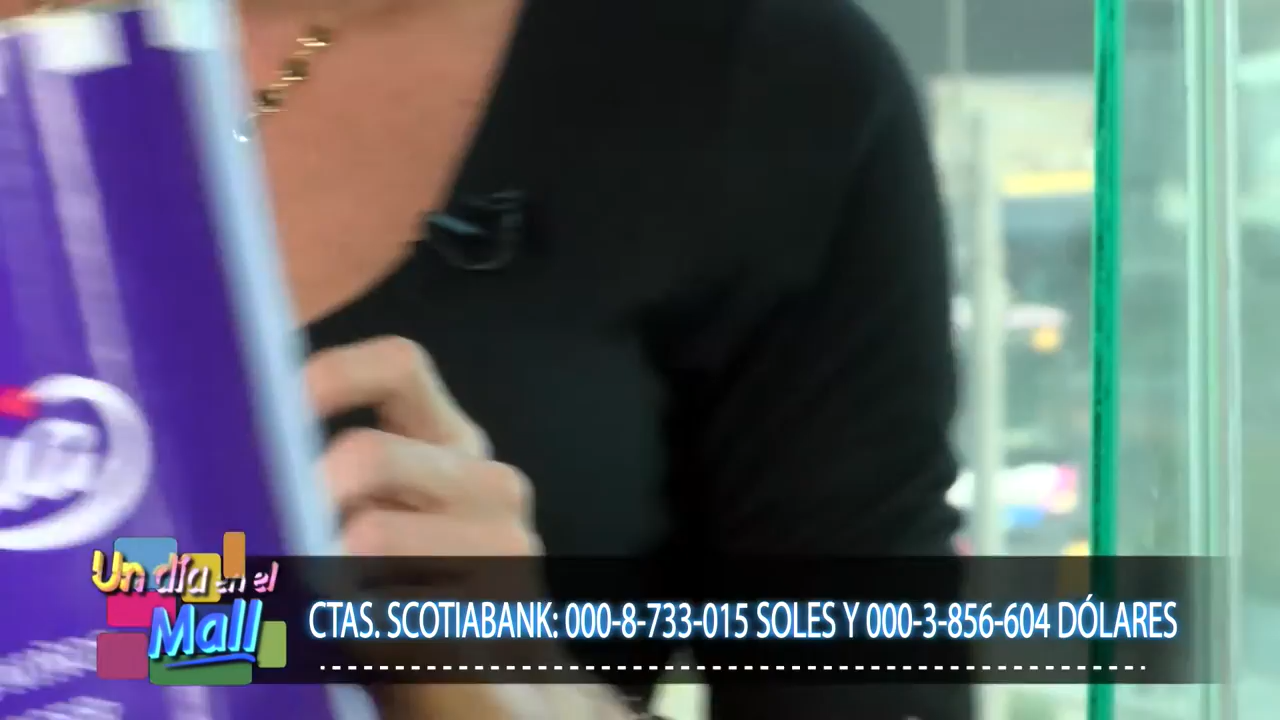 Un día en el
Mall
CTAS. SCOTIABANK: 000-8-733-015 SOLES Y 000-3-856-604 DÓLARES